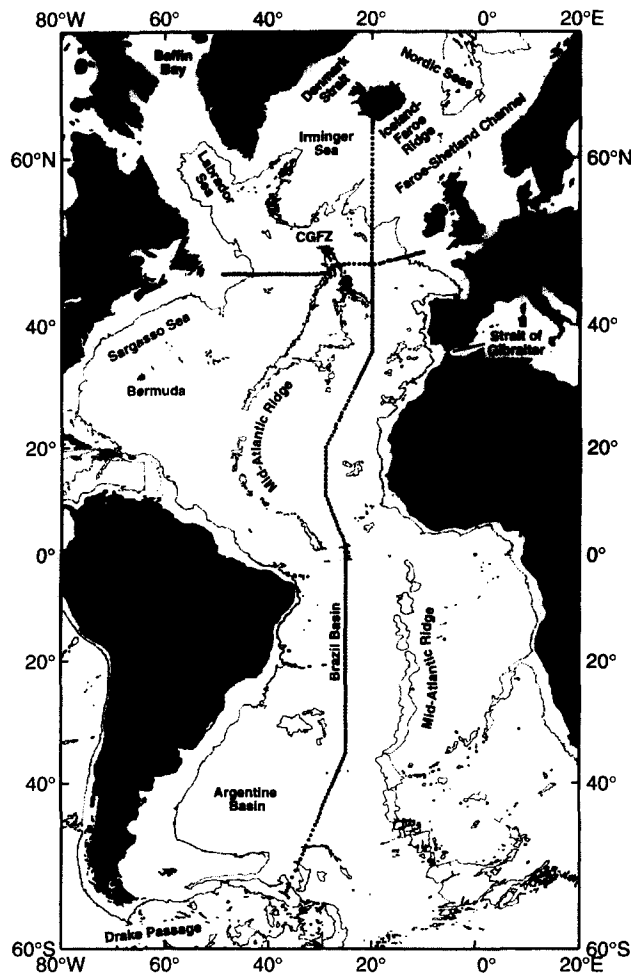 80°W 60° 40° 20° 0° 20°E
Baffin
Bay
Denmark
Strait
Nordic Seas
Iceland-
Faroe
Ridge
Irminger
Sea
Faroe-Shetland Channel
60°N
60°N
Labrador
Sea
CGFZ
40°
40°
Sargasso Sea
Strait of
Gibraltar
Bermuda
Mid-Atlantic Ridge
20°
20°
0°
0°
Brazil Basin
Mid-Atlantic Ridge
20°
20°
40°
40°
Argentine
Basin
Drake Passage
60°S
60°S
80°W 60° 40° 20° 0° 20°E